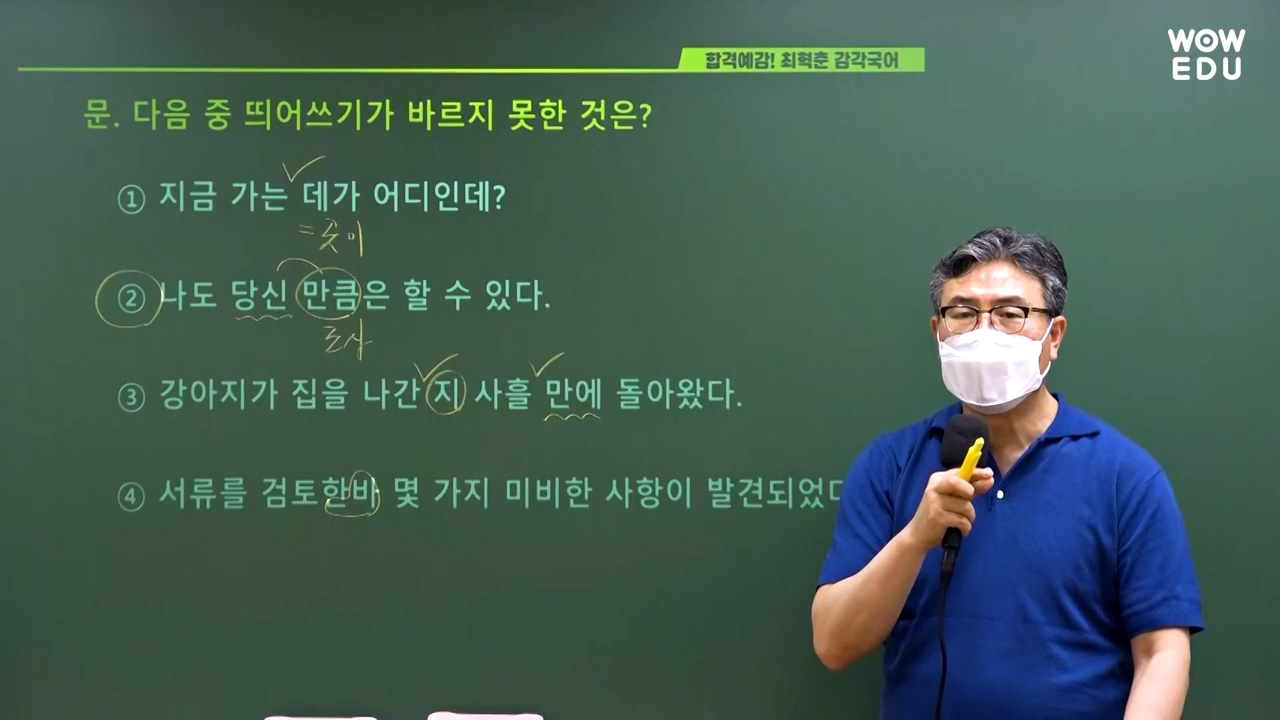 합격예감! 최혁춘 감각국어
WOW
EDU
문. 다음 중 띄어쓰기가 바르지 못한 것은?
① 지금 가는 데가 어디인데?
= 곳이
② 나도 당신 만큼은 할 수 있다.
조사
③ 강아지가 집을 나간 지 사흘 만에 돌아왔다.
④ 서류를 검토한바 몇 가지 미비한 사항이 발견되었다